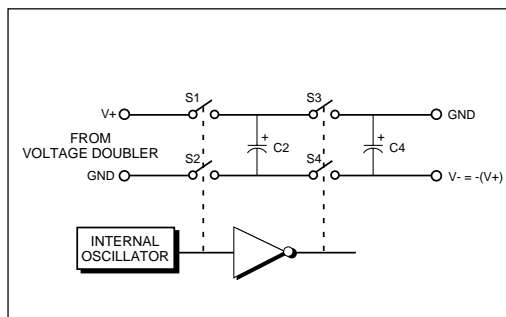 S1
S3
V+
GND
+
C2
+
C4
FROM
VOLTAGE DOUBLER
S2
S4
GND
V- = -(V+)
INTERNAL
OSCILLATOR